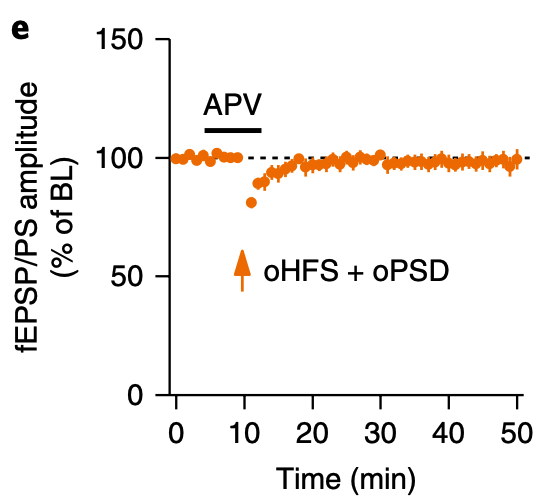 e
fEPSP/PS amplitude
(% of BL)
150
100
50
0
APV
oHFS + oPSD
0 10 20 30 40 50
Time (min)